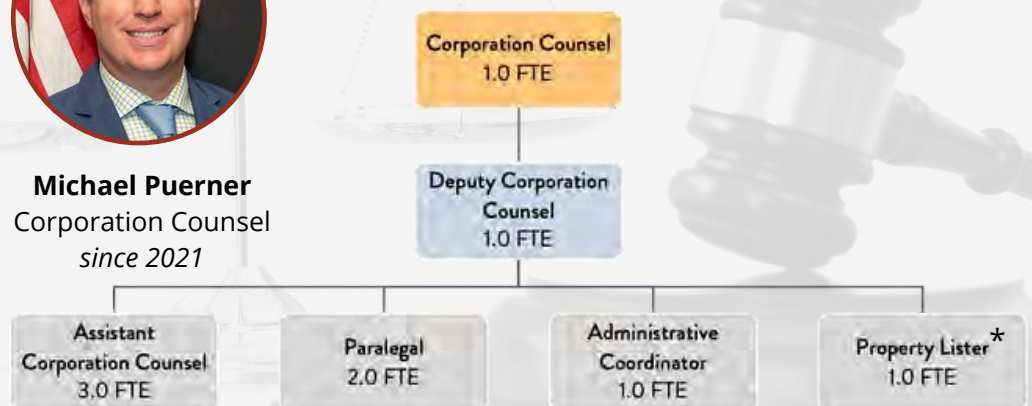 Michael Puerner
Corporation Counsel
since 2021
Corporation Counsel
1.0 FTE
Deputy Corporation
Counsel
1.0 FTE
Assistant
Corporation Counsel
3.0 FTE
Paralegal
2.0 FTE
Administrative
Coordinator
1.0 FTE
Property Lister*
1.0 FTE